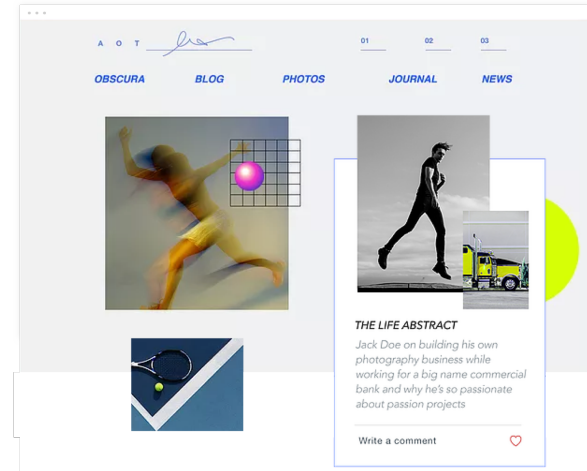 A O T
01 02 03
OBSCURA BLOG PHOTOS JOURNAL NEWS
THE LIFE ABSTRACT
Jack Doe on building his own
photography business while
working for a big name commercial
bank and why he's so passionate
about passion projects
Write a comment